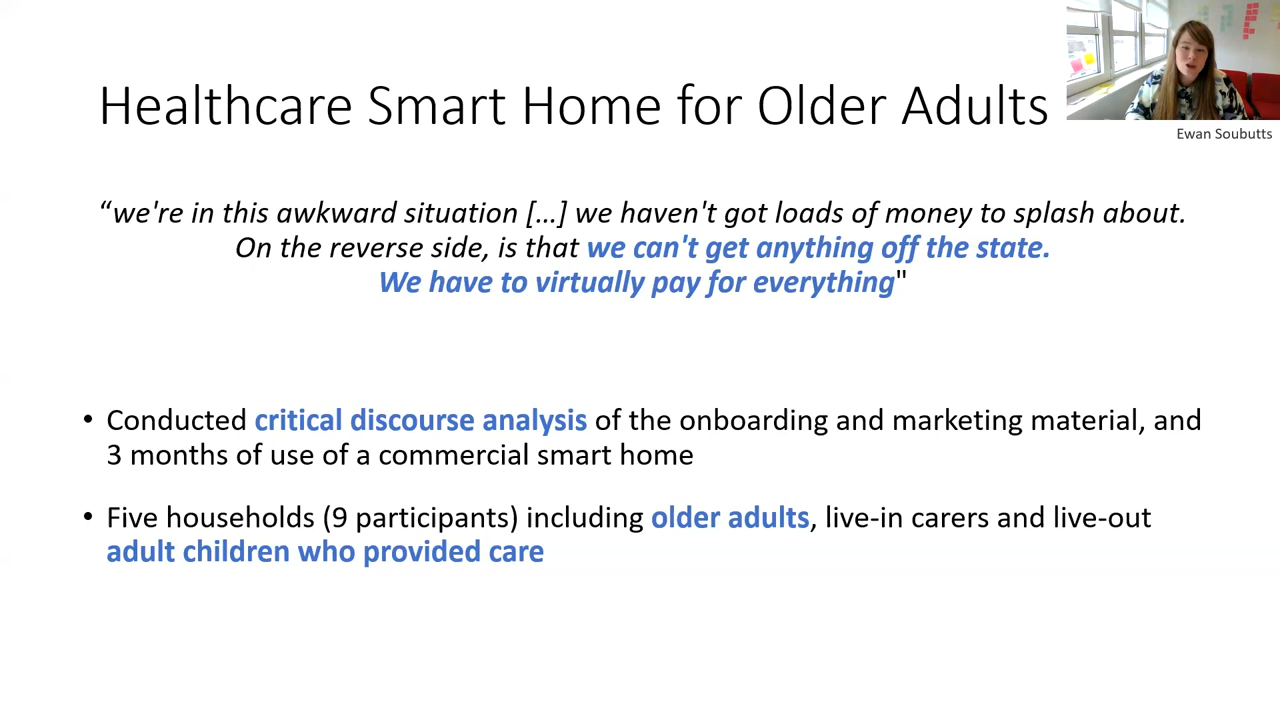 Healthcare Smart Home for Older Adults
Ewan Soubutts
“we're in this awkward situation […] we haven't got loads of money to splash about.
On the reverse side, is that we can't get anything off the state.
We have to virtually pay for everything"
• Conducted critical discourse analysis of the onboarding and marketing material, and
3 months of use of a commercial smart home
• Five households (9 participants) including older adults, live-in carers and live-out
adult children who provided care